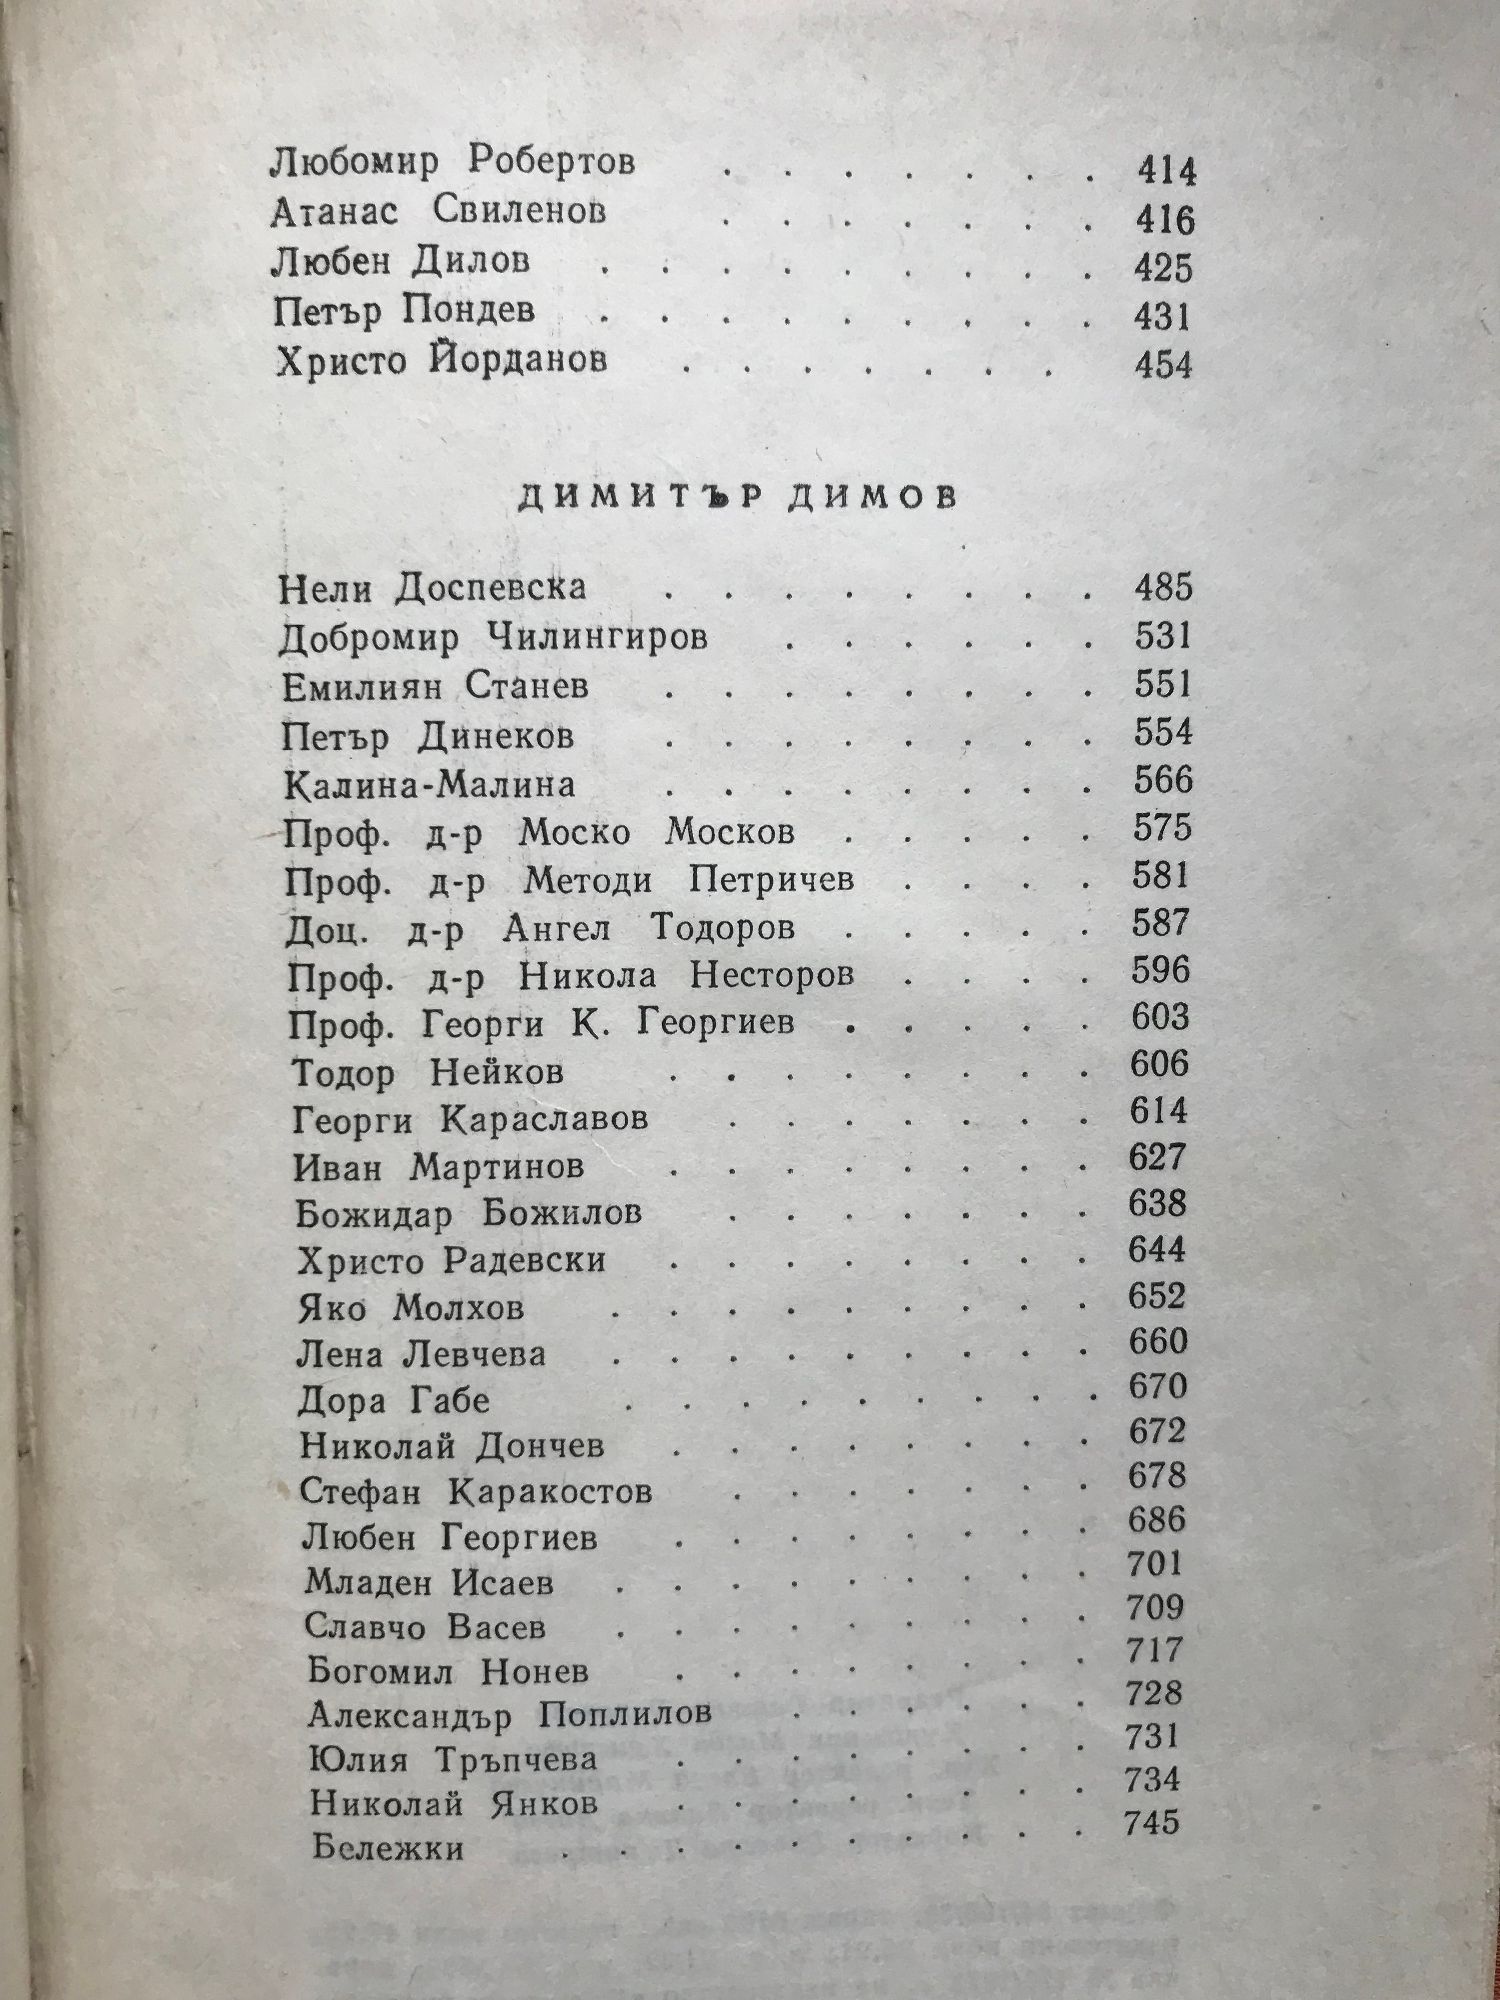 Любомир Робертов . . . . . . . 414
Атанас Свиленов . . . . . . . 416
Любен Дилов . . . . . . . . . 425
Петър Пондев . . . . . . . . . 431
Христо Йорданов . . . . . . . 454
ДИМИТЪР ДИМОВ
Нели Доспевска . . . . . . . . 485
Добромир Чилингиров . . . . . . 531
Емилиян Станев . . . . . . . . 551
Петър Динеков . . . . . . . . 554
Калина-Малина . . . . . . . . 566
Проф. д-р Моско Москов . . . . . 575
Проф. д-р Методи Петричев . . . . 581
Доц. д-р Ангел Тодоров . . . . . 587
Проф. д-р Никола Несторов . . . . 596
Проф. Георги К. Георгиев . . . . . 603
Тодор Нейков . . . . . . . . 606
Георги Караславов . . . . . . . 614
Иван Мартинов . . . . . . . . 627
Божидар Божилов . . . . . . . 638
Христо Радевски . . . . . . . . 644
Яко Молхов . . . . . . . . . 652
Лена Левчева . . . . . . . . . 660
Дора Габе . . . . . . . . . 670
Николай Дончев . . . . . . . . 672
Стефан Каракостов . . . . . . . 678
Любен Георгиев . . . . . . . . 686
Младен Исаев . . . . . . . . . 701
Славчо Васев . . . . . . . . . 709
Богомил Нонев . . . . . . . . 717
Александър Поплилов . . . . . . 728
Юлия Тръпчева . . . . . . . . 731
Николай Янков . . . . . . . . 734
Бележки . . . . . . . . . . 745